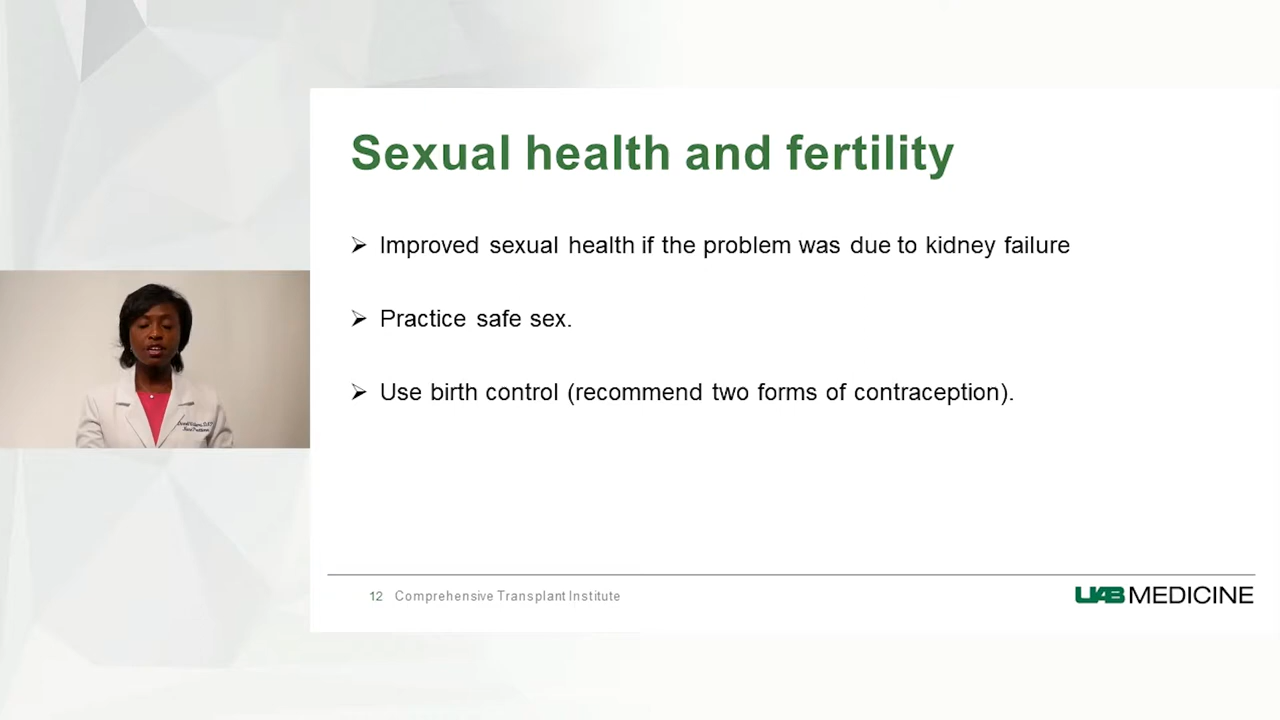 Sexual health and fertility
➢ Improved sexual health if the problem was due to kidney failure
➢ Practice safe sex.
➢ Use birth control (recommend two forms of contraception).
12 Comprehensive Transplant Institute
UAB MEDICINE